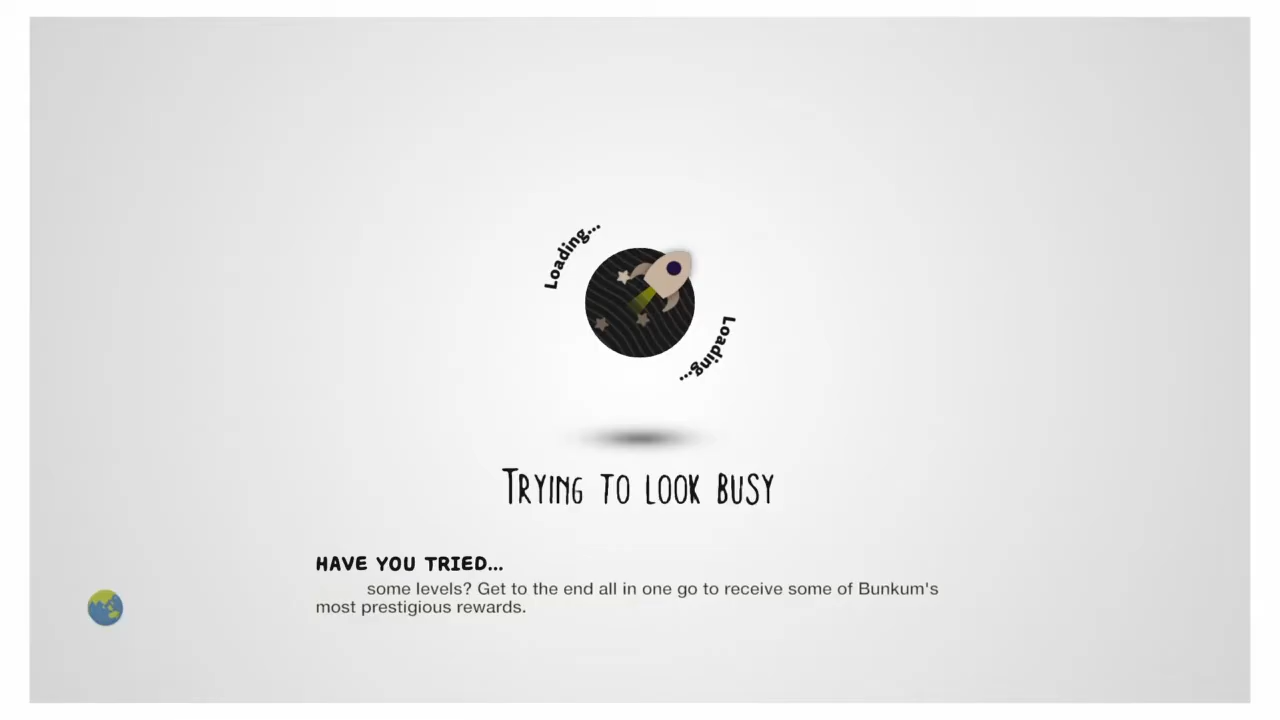 Loading...
Loading...
Trying to look busy
HAVE YOU TRIED...
some levels? Get to the end all in one go to receive some of Bunkum's
most prestigious rewards.